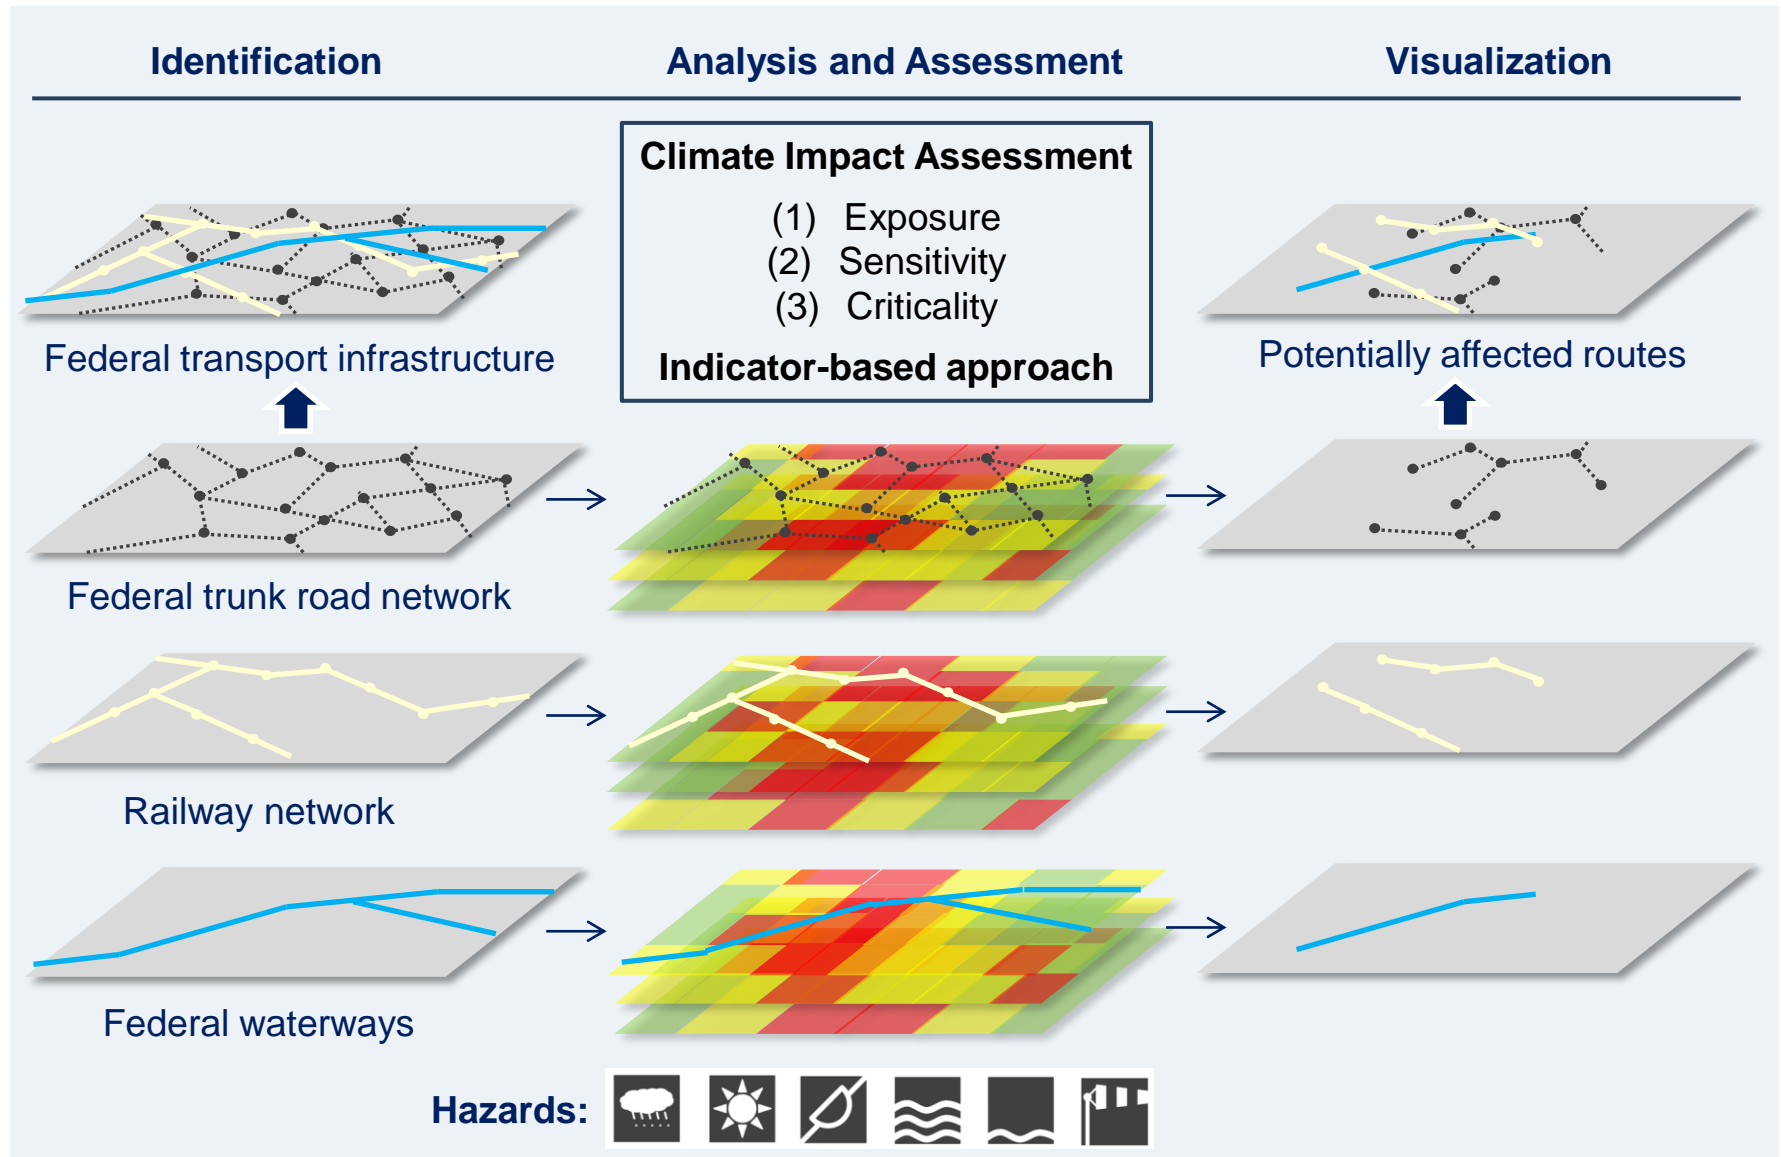 Identification
Analysis and Assessment
Visualization
Climate Impact Assessment
(1) Exposure
(2) Sensitivity
(3) Criticality
Indicator-based approach
Federal transport infrastructure
Potentially affected routes
Federal trunk road network
Railway network
Federal waterways
Hazards: